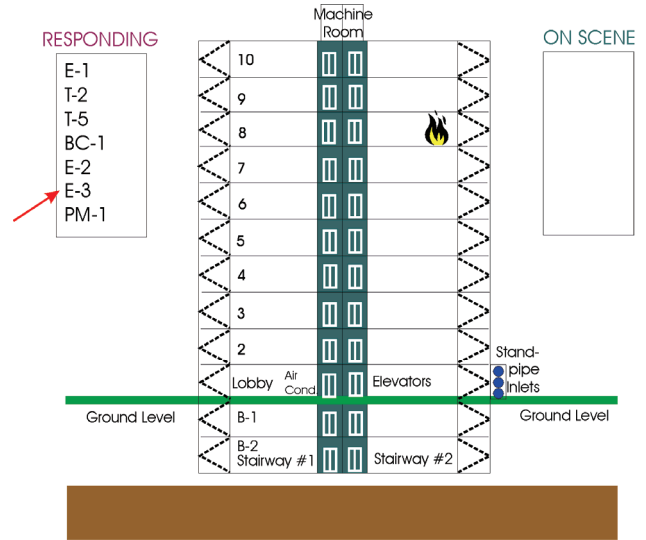 Machine
Room
RESPONDING
E-1
T-2
T-5
BC-1
E-2
E-3
PM-1
ON SCENE
10
9
8
7
6
5
4
3
2
Lobby
Air
Cond
Elevators
Stand-
pipe
Inlets
Ground Level
Ground Level
B-1
B-2
Stairway #1
Stairway #2